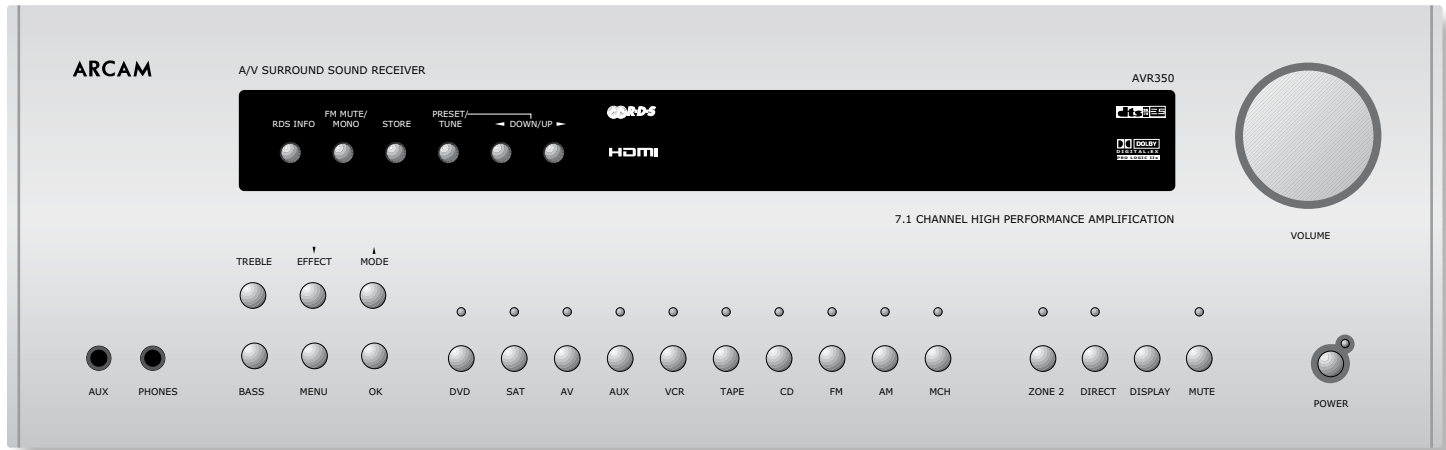 ARCAM
A/V SURROUND SOUND RECEIVER
AVR350
RDS INFO
FM MUTE/
MONO
STORE
PRESET/
TUNE
◄ DOWN/UP ►
R·D·S
HDMI
DOLBY
DIGITAL·EX
PRO LOGIC IIx
7.1 CHANNEL HIGH PERFORMANCE AMPLIFICATION
VOLUME
TREBLE EFFECT MODE
AUX PHONES BASS MENU OK DVD SAT AV AUX VCR TAPE CD FM AM MCH ZONE 2 DIRECT DISPLAY MUTE
POWER